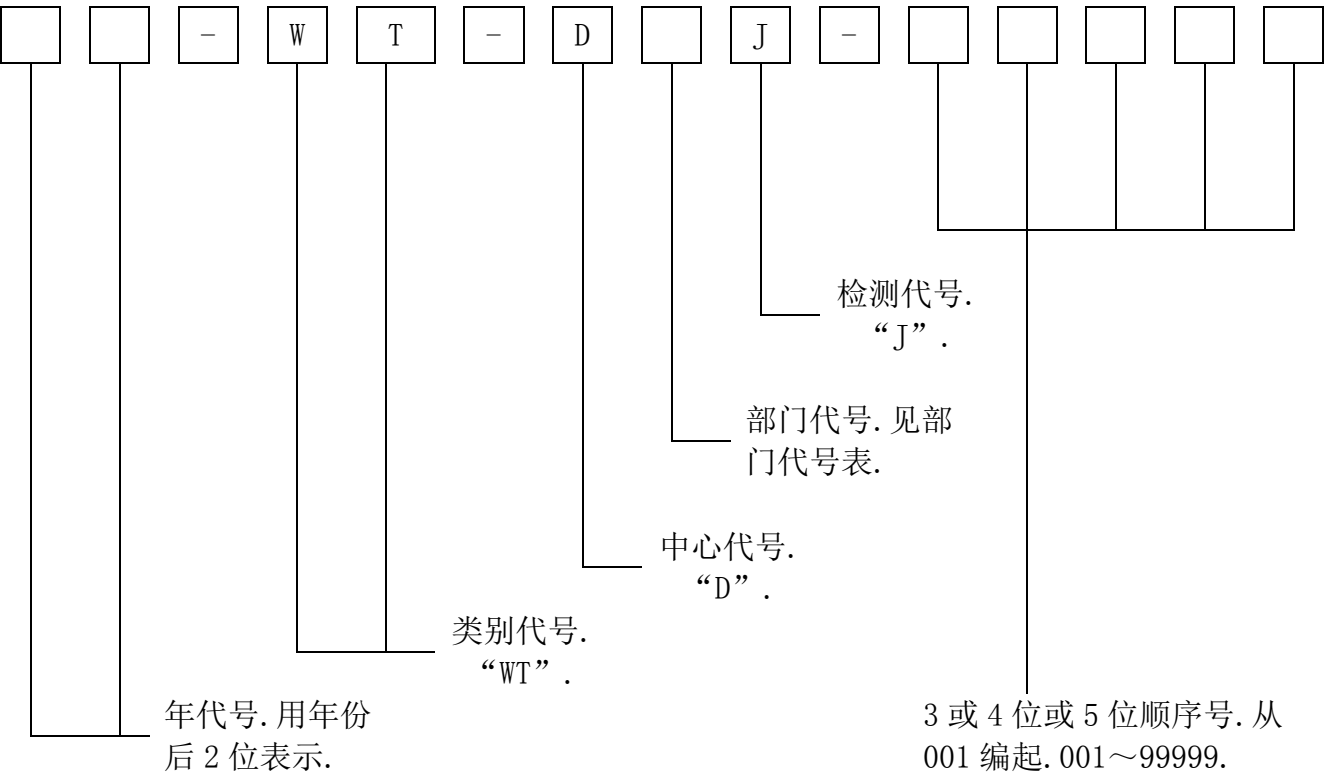 - W T - D J -
检测代号.
“J”.
部门代号.见部
门代号表.
中心代号.
“D”.
类别代号.
“WT”.
年代号.用年份
后2位表示.
3或4位或5位顺序号.从
001编起.001～99999.